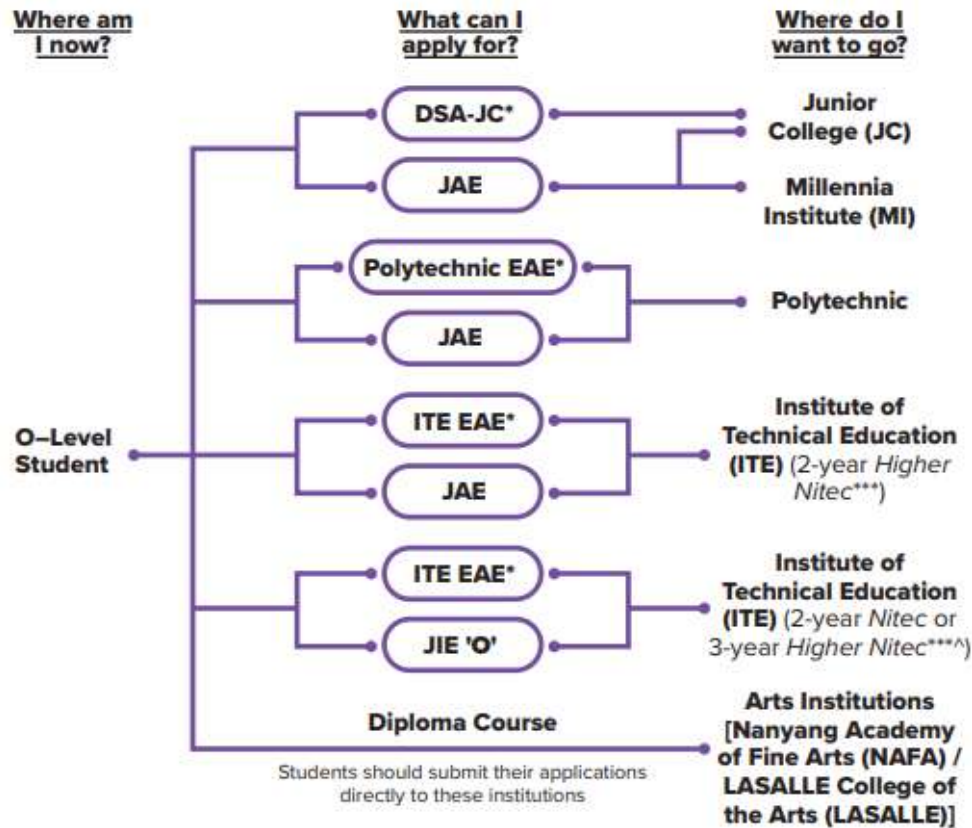 Where am
I now?
What can I
apply for?
Where do I
want to go?
DSA-JC*
JAE
Junior
College (JC)
Millennia
Institute (MI)
Polytechnic EAE*
JAE
Polytechnic
O–Level
Student
ITE EAE*
JAE
Institute of
Technical Education
(ITE) (2-year Higher
Nitec***)
ITE EAE*
JIE 'O'
Institute of
Technical Education
(ITE) (2-year Nitec or
3-year Higher Nitec***^)
Diploma Course
Students should submit their applications
directly to these institutions
Arts Institutions
[Nanyang Academy
of Fine Arts (NAFA) /
LASALLE College of
the Arts (LASALLE)]